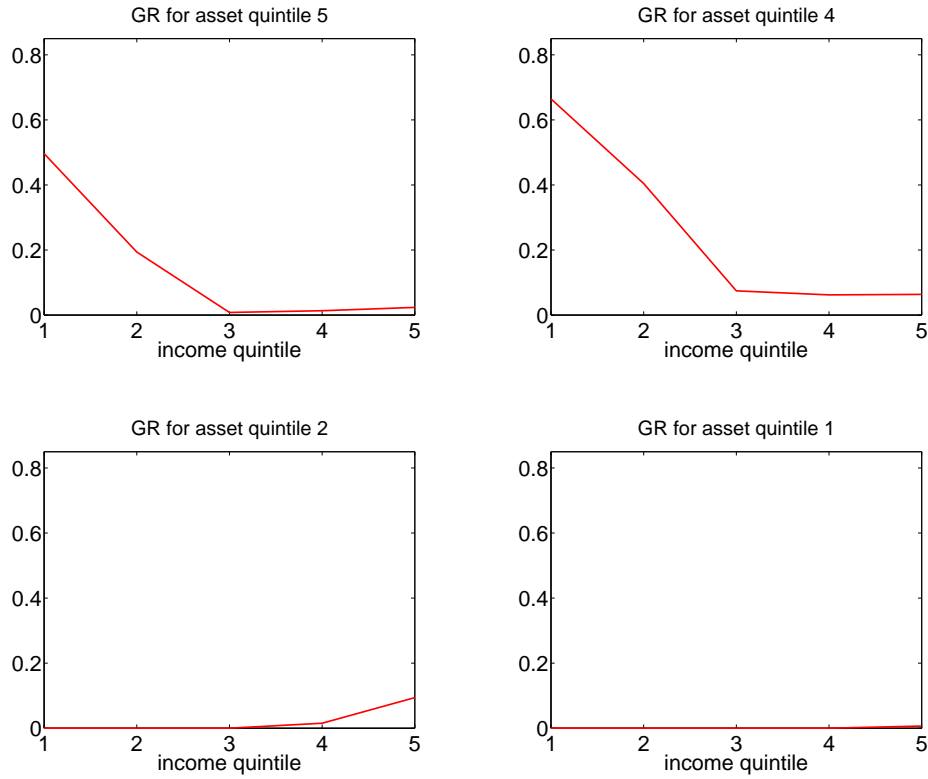 GR for asset quintile 5
0.8
0.6
0.4
0.2
0
1 2 3 4 5
income quintile
GR for asset quintile 4
0.8
0.6
0.4
0.2
0
1 2 3 4 5
income quintile
GR for asset quintile 2
0.8
0.6
0.4
0.2
0
1 2 3 4 5
income quintile
GR for asset quintile 1
0.8
0.6
0.4
0.2
0
1 2 3 4 5
income quintile